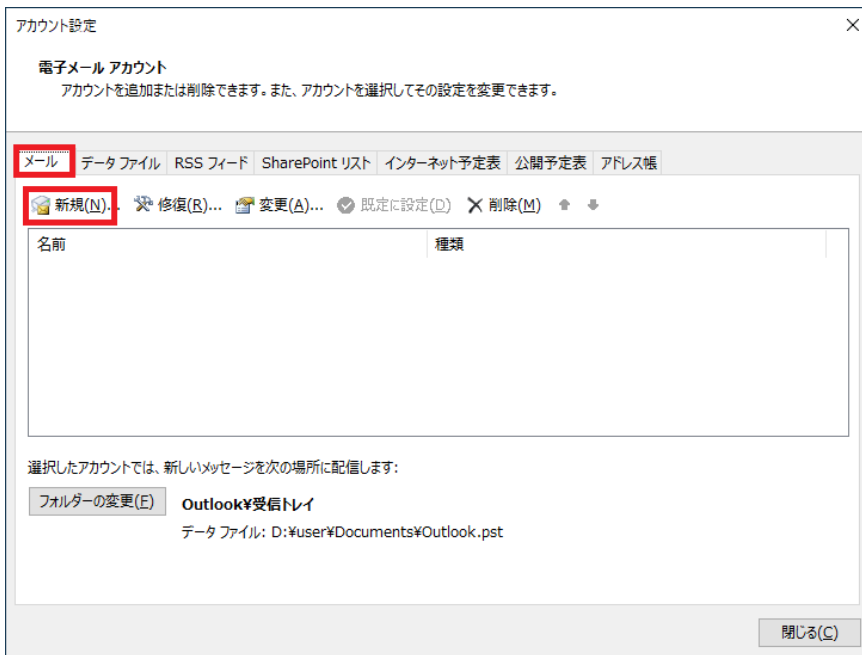 アカウント設定
電子メール アカウント
アカウントを追加または削除できます。また、アカウントを選択してその設定を変更できます。
メール データ ファイル RSS フィード SharePoint リスト インターネット予定表 公開予定表 アドレス帳
新規(N)... 修復(R)... 変更(A)... 既定に設定(D) 削除(M)
名前 種類
選択したアカウントでは、新しいメッセージを次の場所に配信します:
フォルダーの変更(F) Outlook¥受信トレイ
データ ファイル: D:¥user¥Documents¥Outlook.pst
閉じる(C)